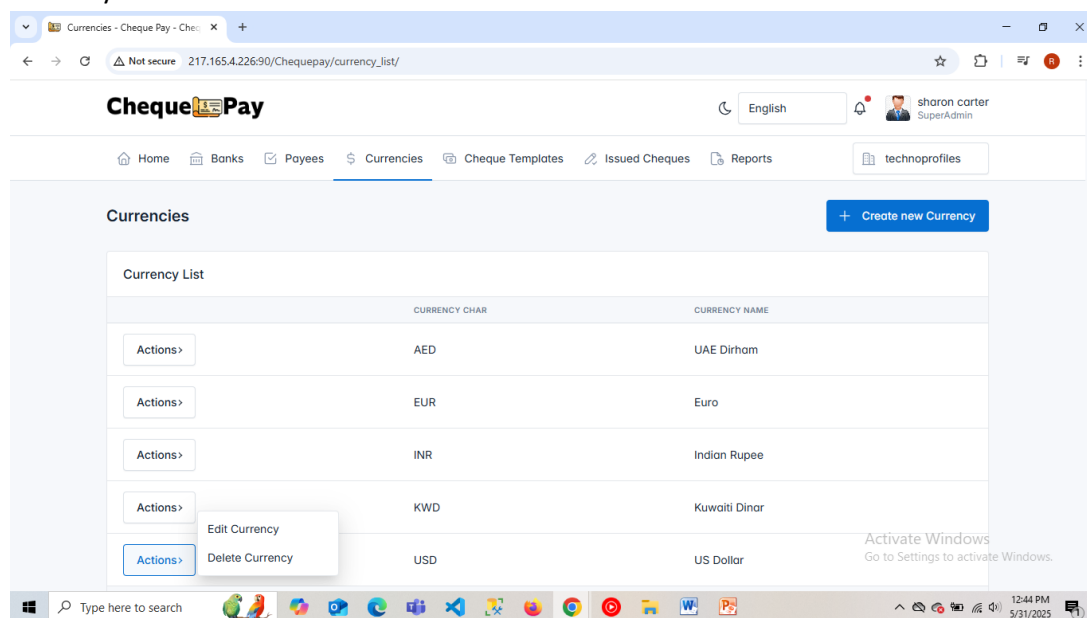 Currencies - Cheque Pay - Chec
Not secure 217.165.4.226:90/Chequepay/currency_list/
R
Cheque Pay
English
sharon carter
SuperAdmin
Home Banks Payees $ Currencies Cheque Templates Issued Cheques Reports technoprofiles
Currencies
+ Create new Currency
Currency List
CURRENCY CHAR CURRENCY NAME
Actions> AED UAE Dirham
Actions> EUR Euro
Actions> INR Indian Rupee
Actions> KWD Kuwaiti Dinar
Edit Currency
Delete Currency
Actions> USD US Dollar
Activate Windows
Go to Settings to activate Windows.
Type here to search
12:44 PM
5/31/2025